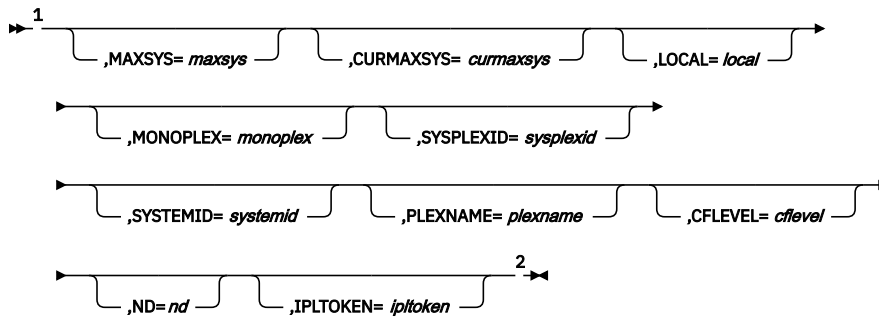 1
,MAXSYS= maxsys ,CURMAXSYS= curmaxsys ,LOCAL= local
,MONOPLEX= monoplex ,SYSPLEXID= sysplexid
,SYSTEMID= systemid ,PLEXNAME= plexname ,CFLEVEL= cflevel
2
,ND= nd ,IPLTOKEN= ipltoken